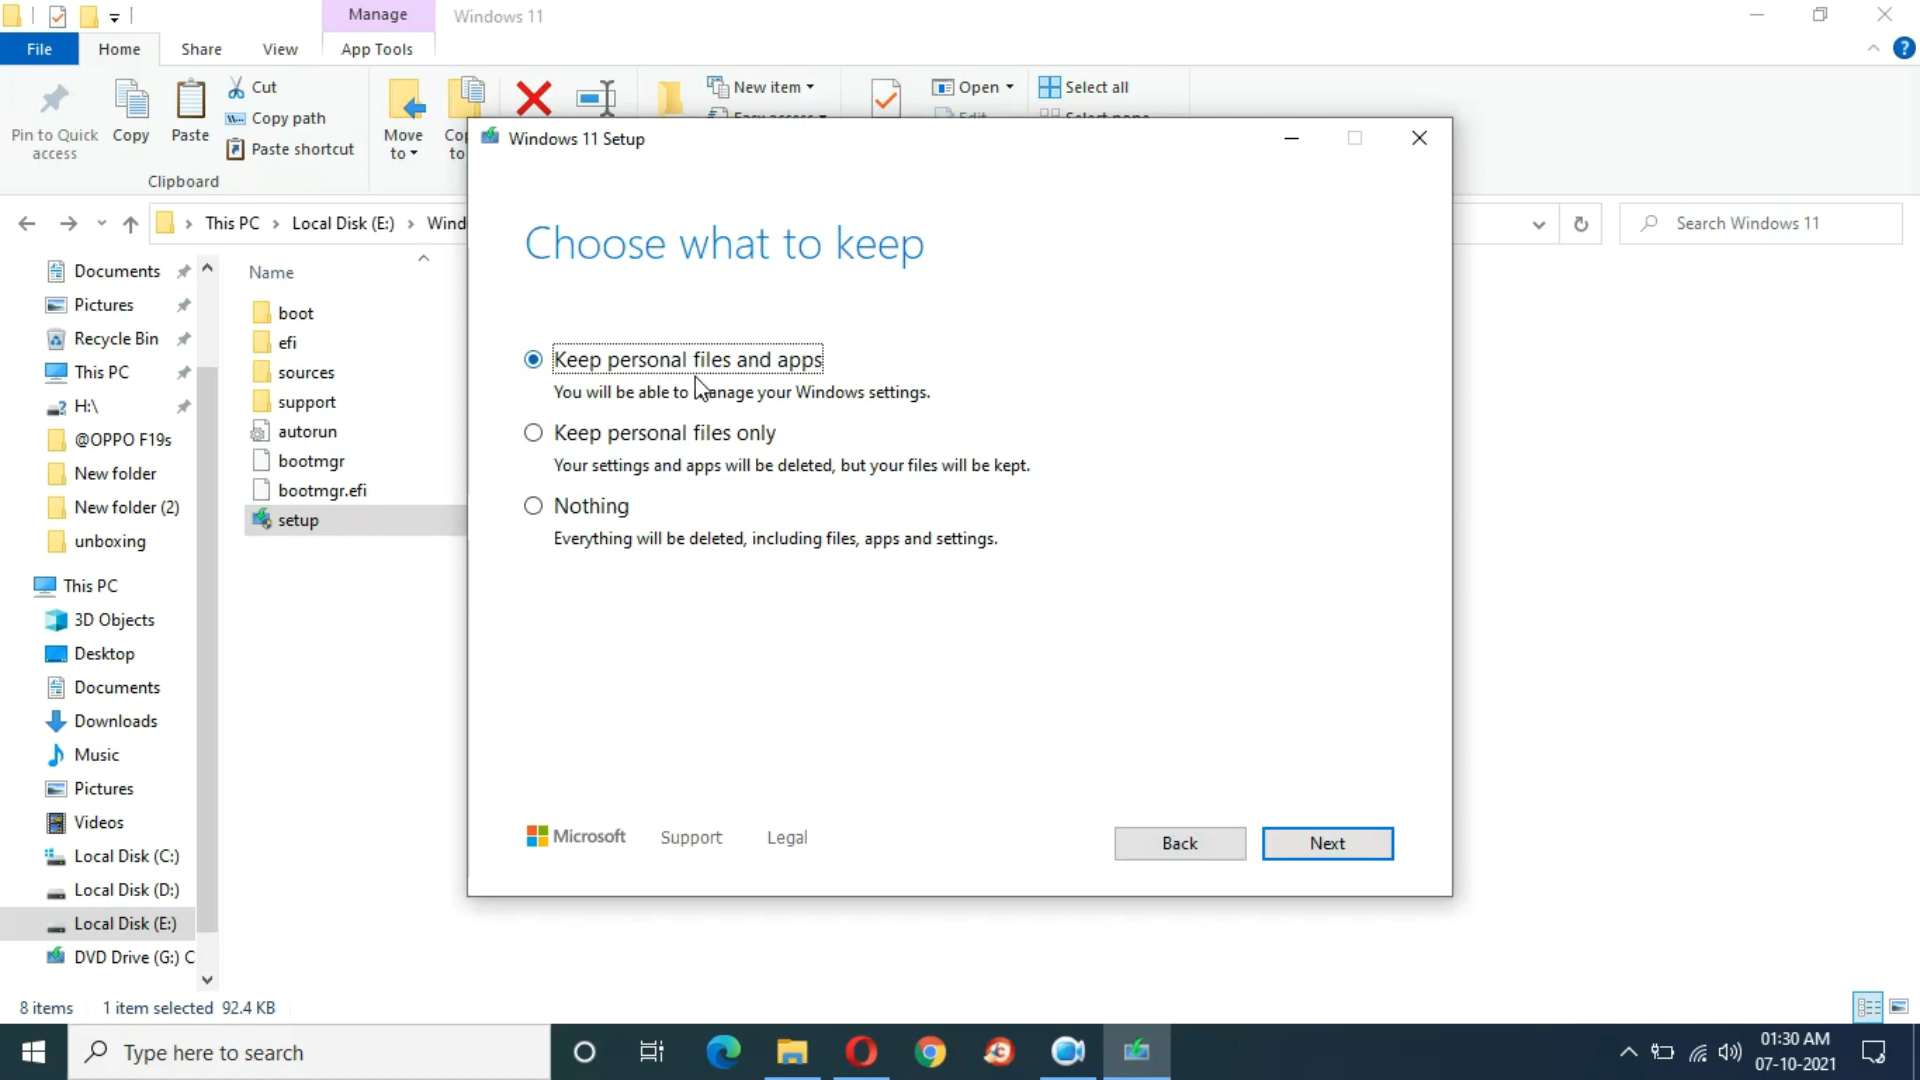 Manage
Windows 11
File
Home
Share
View
App Tools
Pin to Quick
access
Copy
Paste
Cut
Copy path
Paste shortcut
Clipboard
Move
to
to
New item
Open
Select all
This PC
Local Disk (E:)
Search Windows 11
Documents
Pictures
Recycle Bin
This PC
H:\
@OPPO F19s
New folder
New folder (2)
unboxing
This PC
3D Objects
Desktop
Documents
Downloads
Music
Pictures
Videos
Local Disk (C:)
Local Disk (D:)
Local Disk (E:)
DVD Drive (G:) C
Name
boot
efi
sources
support
autorun
bootmgr
bootmgr.efi
setup
Windows 11 Setup
Choose what to keep
Keep personal files and apps
You will be able to manage your Windows settings.
Keep personal files only
Your settings and apps will be deleted, but your files will be kept.
Nothing
Everything will be deleted, including files, apps and settings.
Microsoft
Support
Legal
Back
Next
8 items
1 item selected 92.4 KB
Type here to search
01:30 AM
07-10-2021